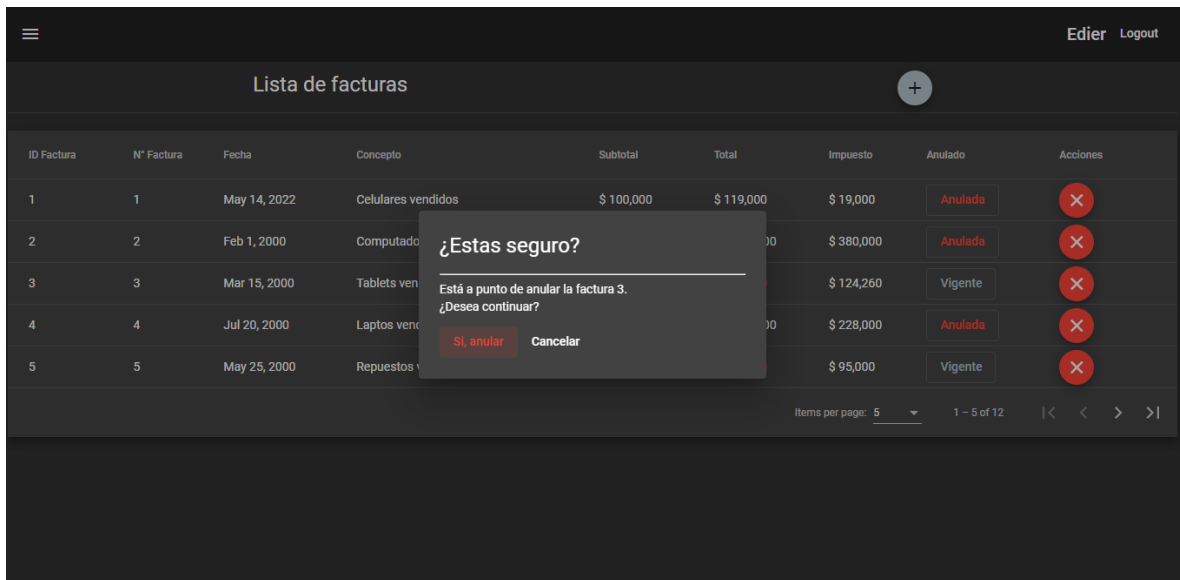 Edier Logout
Lista de facturas
ID Factura N° Factura Fecha Concepto Subtotal Total Impuesto Anulado Acciones
1 1 May 14, 2022 Celulares vendidos $ 100,000 $ 119,000 $ 19,000 Anulada
2 2 Feb 1, 2000 $ 380,000 Anulada
3 3 Mar 15, 2000 Tablets $ 124,260 Vigente
4 4 Jul 20, 2000 Laptos $ 228,000 Anulada
5 5 May 25, 2000 Repuestos $ 95,000 Vigente
¿Estas seguro?
Está a punto de anular la factura 3.
¿Desea continuar?
Si, anular Cancelar
Items per page: 5 1 – 5 of 12